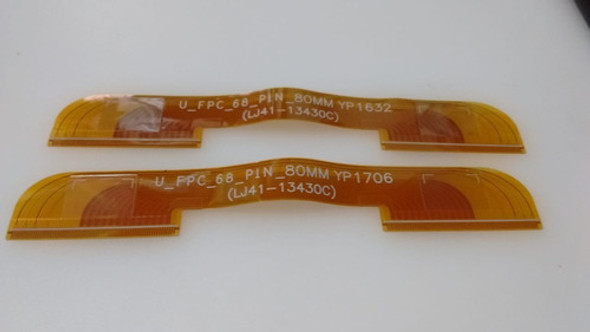 U_FPC_68_PIN_80MM YP1632
(LJ41-13430C)
U_FPC_68_PIN_80MM YP1706
(LJ41-13430C)